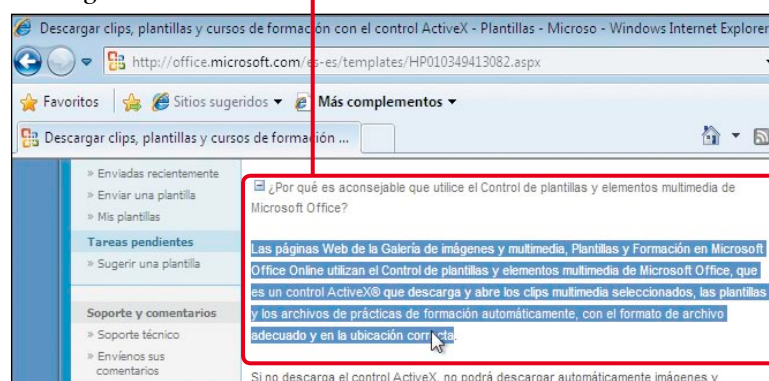 Descargar clips, plantillas y cursos de formación con el control ActiveX - Plantillas - Microso - Windows Internet Explorer
http://office.microsoft.com/es-es/templates/HP010349413082.aspx
Favoritos Sitios sugeridos Más complementos
Descargar clips, plantillas y cursos de formación ...
» Enviadas recientemente
» Enviar una plantilla
» Mis plantillas
Tareas pendientes
» Sugerir una plantilla
Soporte y comentarios
» Soporte técnico
» Envíenos sus
comentarios
¿Por qué es aconsejable que utilice el Control de plantillas y elementos multimedia de
Microsoft Office?
Las páginas Web de la Galería de imágenes y multimedia, Plantillas y Formación en Microsoft
Office Online utilizan el Control de plantillas y elementos multimedia de Microsoft Office, que
es un control ActiveX® que descarga y abre los clips multimedia seleccionados, las plantillas
y los archivos de prácticas de formación automáticamente, con el formato de archivo
adecuado y en la ubicación correcta.
Si no descarga el control ActiveX, no podrá descargar automáticamente imágenes y